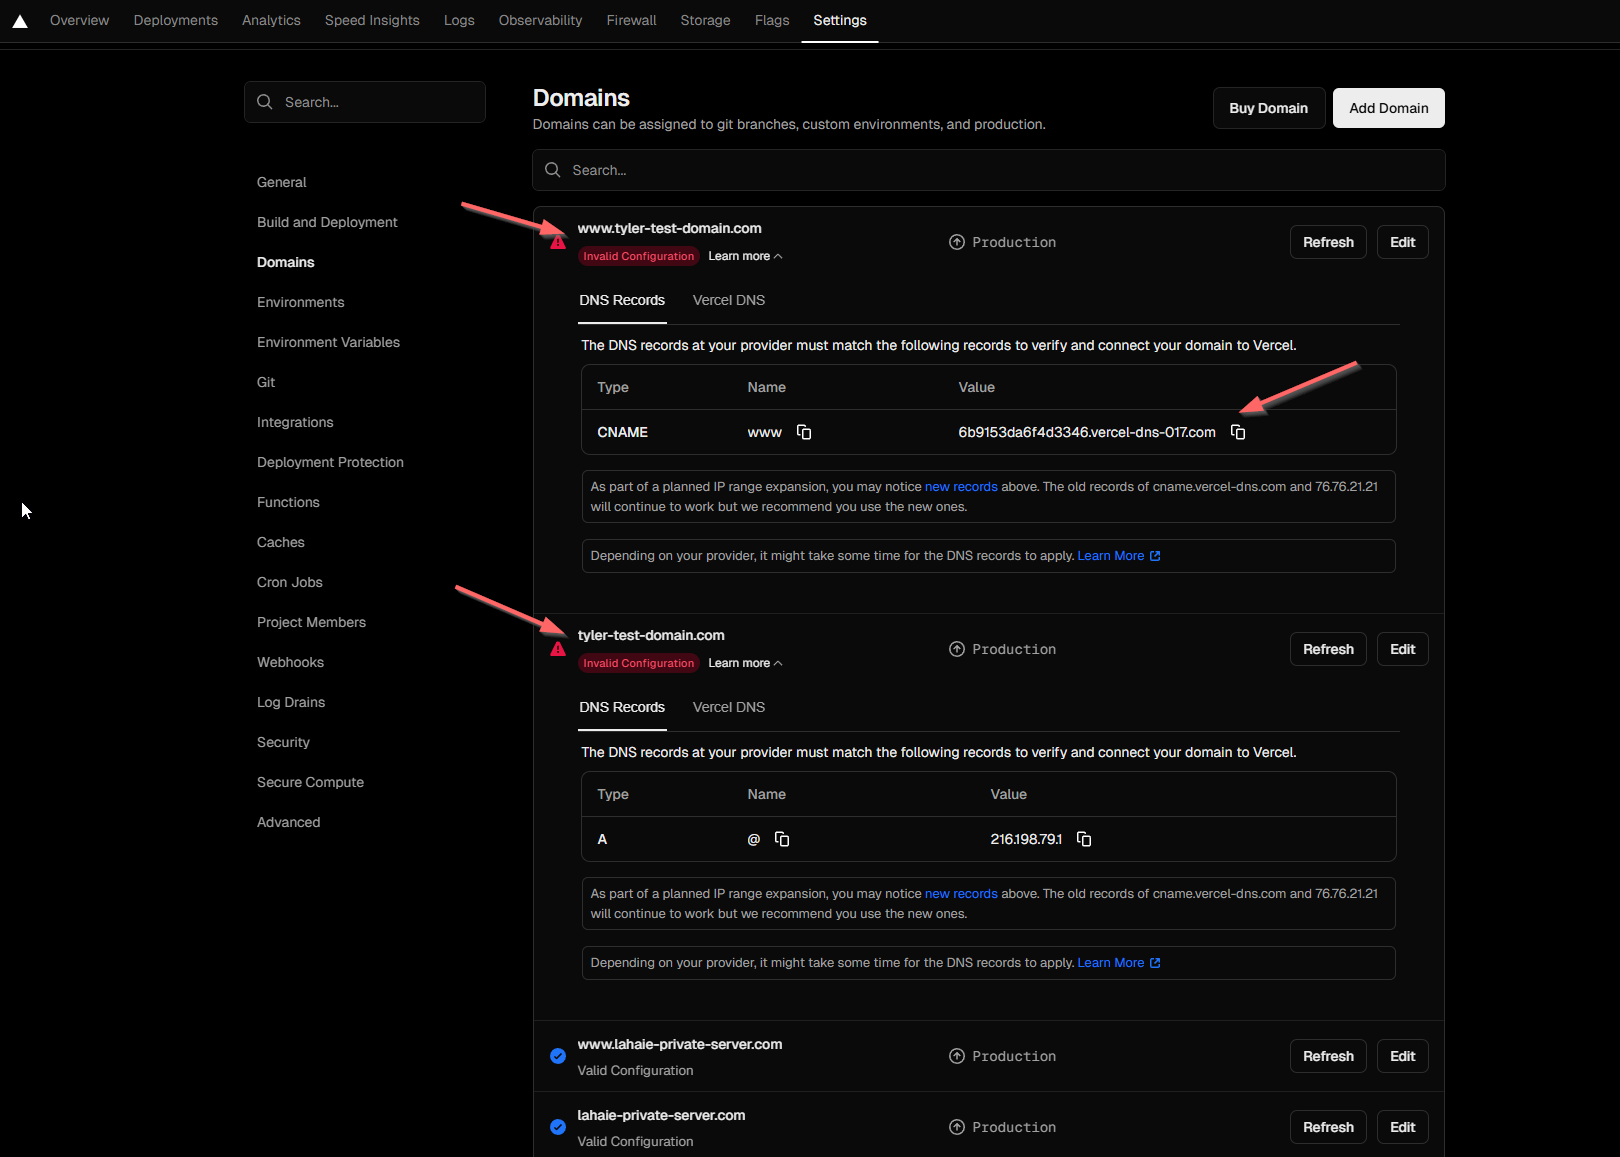 Overview Deployments Analytics Speed Insights Logs Observability Firewall Storage Flags Settings
Search...
General
Build and Deployment
Domains
Environments
Environment Variables
Git
Integrations
Deployment Protection
Functions
Caches
Cron Jobs
Project Members
Webhooks
Log Drains
Security
Secure Compute
Advanced
Domains
Domains can be assigned to git branches, custom environments, and production.
Buy Domain Add Domain
Search...
www.tyler-test-domain.com
Invalid Configuration Learn more
Production
Refresh Edit
DNS Records Vercel DNS
The DNS records at your provider must match the following records to verify and connect your domain to Vercel.
Type Name Value
CNAME www 6b9153da6f4d3346.vercel-dns-017.com
As part of a planned IP range expansion, you may notice new records above. The old records of cname.vercel-dns.com and 76.76.21.21
will continue to work but we recommend you use the new ones.
Depending on your provider, it might take some time for the DNS records to apply. Learn More
tyler-test-domain.com
Invalid Configuration Learn more
Production
Refresh Edit
DNS Records Vercel DNS
The DNS records at your provider must match the following records to verify and connect your domain to Vercel.
Type Name Value
A @ 216.198.79.1
As part of a planned IP range expansion, you may notice new records above. The old records of cname.vercel-dns.com and 76.76.21.21
will continue to work but we recommend you use the new ones.
Depending on your provider, it might take some time for the DNS records to apply. Learn More
www.lahaie-private-server.com
Valid Configuration
Production
Refresh Edit
lahaie-private-server.com
Valid Configuration
Production
Refresh Edit